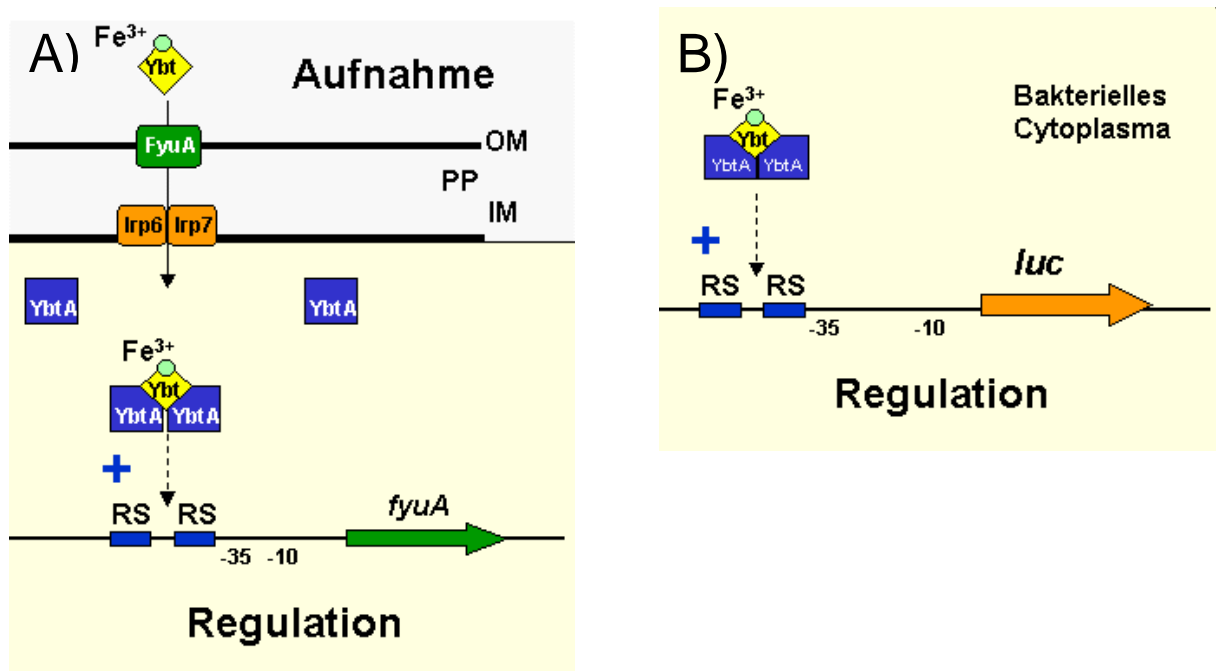 A)
Fe³⁺
Ybt
Aufnahme
FyuA
OM
PP
Irp6 Irp7
IM
YbtA
YbtA
Fe³⁺
Ybt
YbtA YbtA
+
RS RS
fyuA
-35 -10
Regulation
B)
Fe³⁺
Bakterielles
Cytoplasma
Ybt
YbtA YbtA
+
luc
RS RS
-35 -10
Regulation